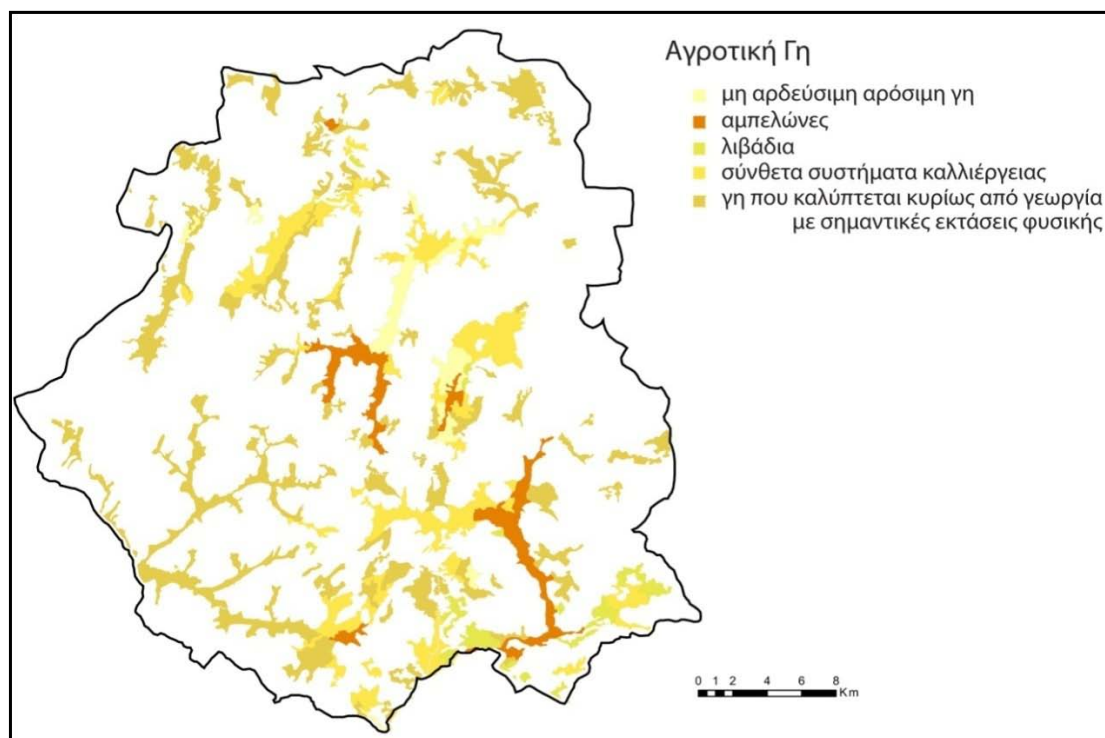 Αγροτική Γη
μη αρδεύσιμη αρόσιμη γη
αμπελώνες
λιβάδια
σύνθετα συστήματα καλλιέργειας
γη που καλύπτεται κυρίως από γεωργία
με σημαντικές εκτάσεις φυσικής
0 1 2 4 6 8
Km